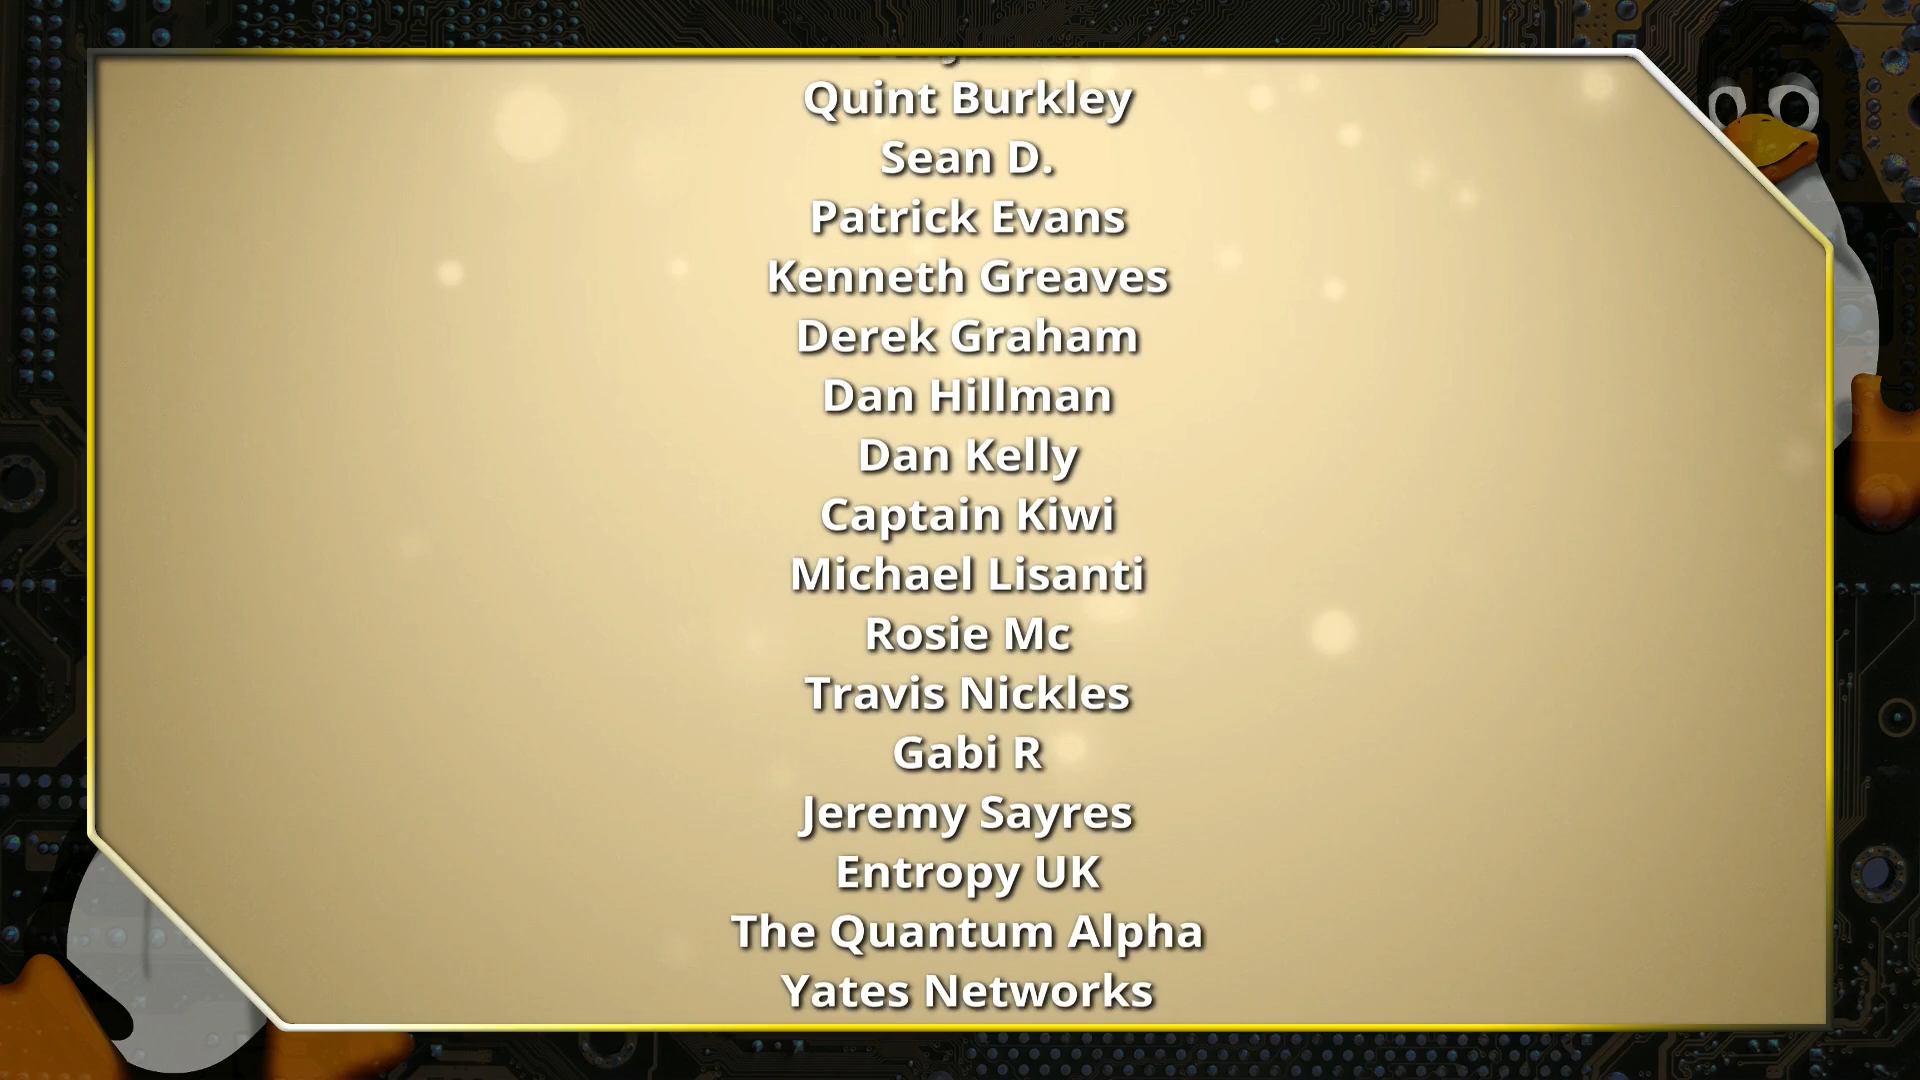 Quint Burkley
Sean D.
Patrick Evans
Kenneth Greaves
Derek Graham
Dan Hillman
Dan Kelly
Captain Kiwi
Michael Lisanti
Rosie Mc
Travis Nickles
Gabi R
Jeremy Sayres
Entropy UK
The Quantum Alpha
Yates Networks